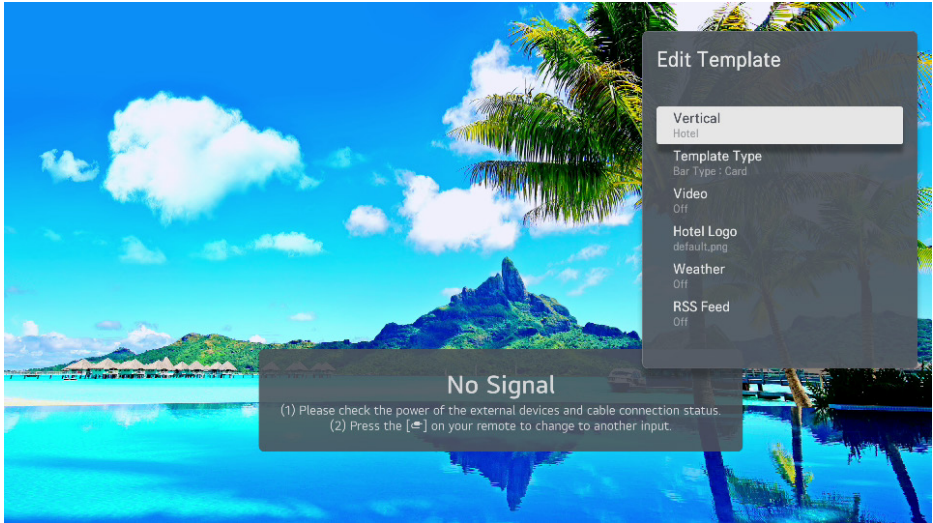 Edit Template
Vertical
Hotel
Template Type
Bar Type : Card
Video
Off
Hotel Logo
default.png
Weather
Off
RSS Feed
Off
No Signal
(1) Please check the power of the external devices and cable connection status.
(2) Press the [ ] on your remote to change to another input.